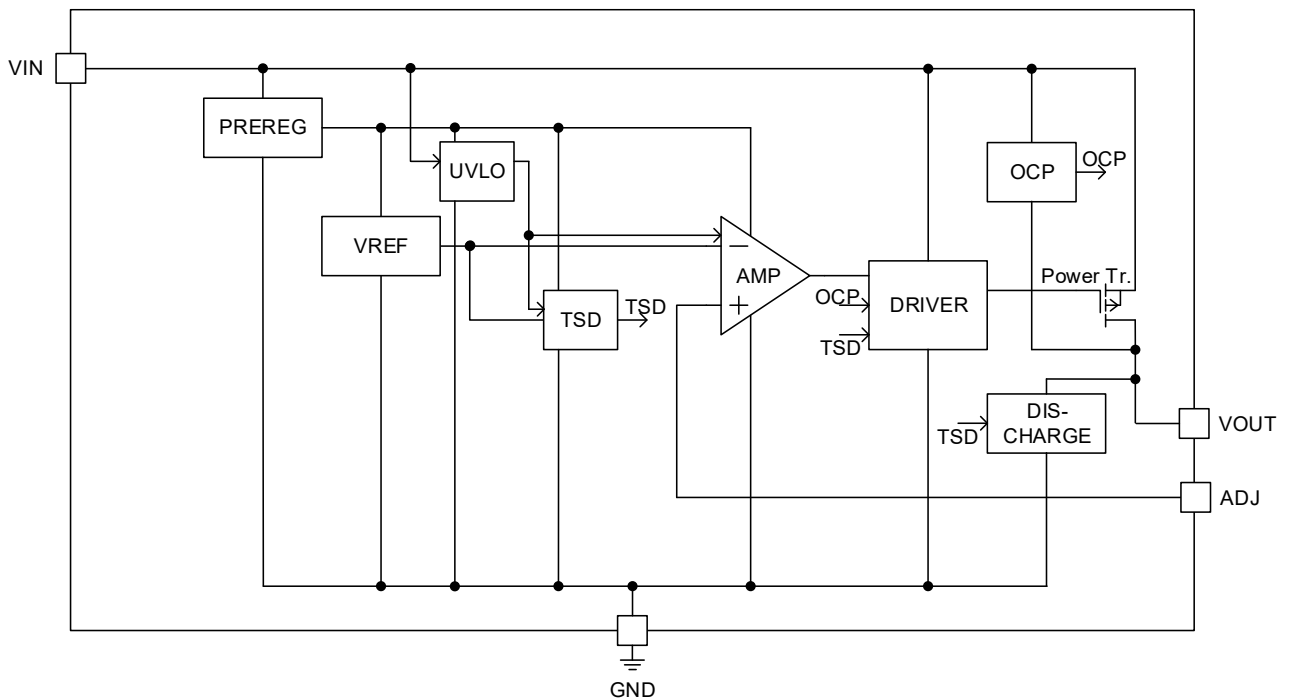 VIN
PREREG
UVLO
OCP
OCP
VREF
AMP
Power Tr.
TSD
TSD
OCP
DRIVER
TSD
DIS-
CHARGE
TSD
VOUT
ADJ
GND